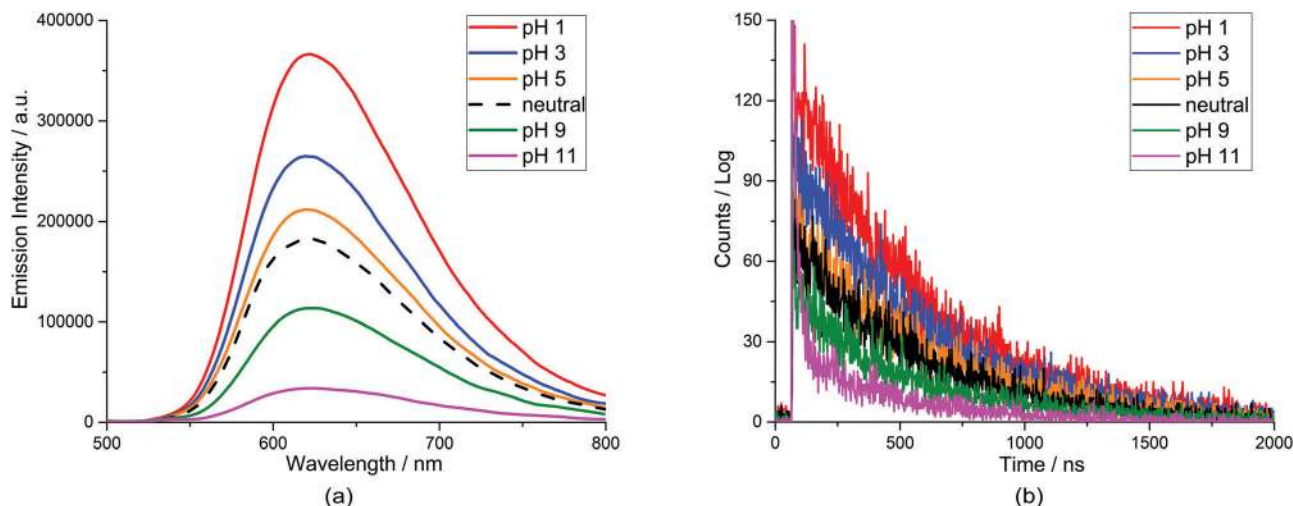 400000
300000
200000
100000
0
Emission Intensity / a.u.
500
600
700
800
Wavelength / nm
pH 1
pH 3
pH 5
neutral
pH 9
pH 11
(a)
150
120
90
60
30
0
Counts / Log
0
500
1000
1500
2000
Time / ns
pH 1
pH 3
pH 5
neutral
pH 9
pH 11
(b)